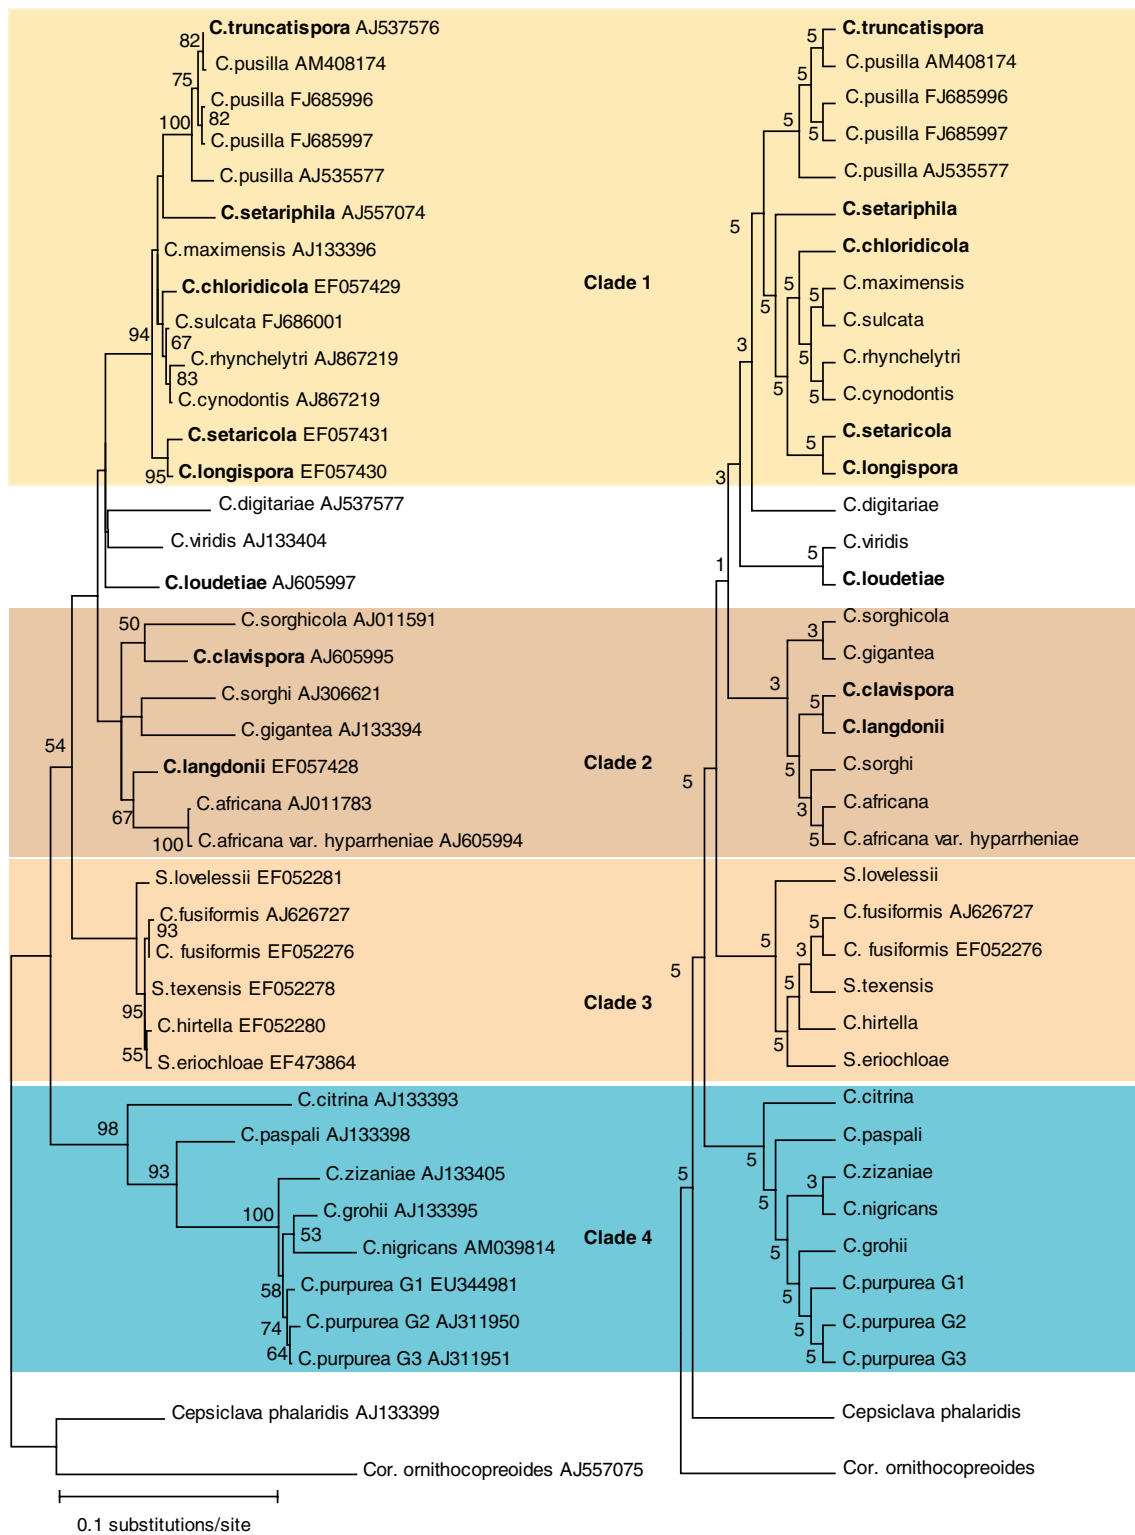 C.truncatispora AJ537576
82
C.pusilla AM408174
75
C.pusilla FJ685996
100
82
C.pusilla FJ685997
C.pusilla AJ535577
C.setariphila AJ557074
C.maximensis AJ133396
C.chloridicola EF057429
C.sulcata FJ686001
94
67
C.rhynchelytri AJ867219
83
C.cynodontis AJ867219
C.setaricola EF057431
95
C.longispora EF057430
C.digitariae AJ537577
C.viridis AJ133404
C.loudetiae AJ605997
50
C.sorghicola AJ011591
C.clavispora AJ605995
C.sorghi AJ306621
C.gigantea AJ133394
54
C.langdonii EF057428
C.africana AJ011783
67
100
C.africana var. hyparrheniae AJ605994
S.lovelessii EF052281
C.fusiformis AJ626727
93
C. fusiformis EF052276
S.texensis EF052278
95
C.hirtella EF052280
55
S.eriochloae EF473864
C.citrina AJ133393
98
C.paspali AJ133398
93
C.zizaniae AJ133405
100
C.grohii AJ133395
53
C.nigricans AM039814
58
C.purpurea G1 EU344981
74
C.purpurea G2 AJ311950
64
C.purpurea G3 AJ311951
Cepsiclava phalaridis AJ133399
Cor. ornithocopreoides AJ557075
0.1 substitutions/site
Clade 1
Clade 2
Clade 3
Clade 4
C.truncatispora
5
C.pusilla AM408174
5
C.pusilla FJ685996
5
5
C.pusilla FJ685997
C.pusilla AJ535577
C.setariphila
5
C.chloridicola
5
C.maximensis
5
5
C.sulcata
3
5
C.rhynchelytri
5
5
C.cynodontis
C.setaricola
5
C.longispora
3
C.digitariae
C.viridis
5
1
C.loudetiae
C.sorghicola
3
C.gigantea
3
C.clavispora
5
C.langdonii
5
C.sorghi
5
C.africana
3
5
C.africana var. hyparrheniae
S.lovelessii
C.fusiformis AJ626727
5
5
3
C. fusiformis EF052276
5
5
S.texensis
C.hirtella
5
S.eriochloae
C.citrina
C.paspali
5
5
C.zizaniae
3
5
C.nigricans
5
C.grohii
C.purpurea G1
5
C.purpurea G2
5
5
C.purpurea G3
Cepsiclava phalaridis
Cor. ornithocopreoides